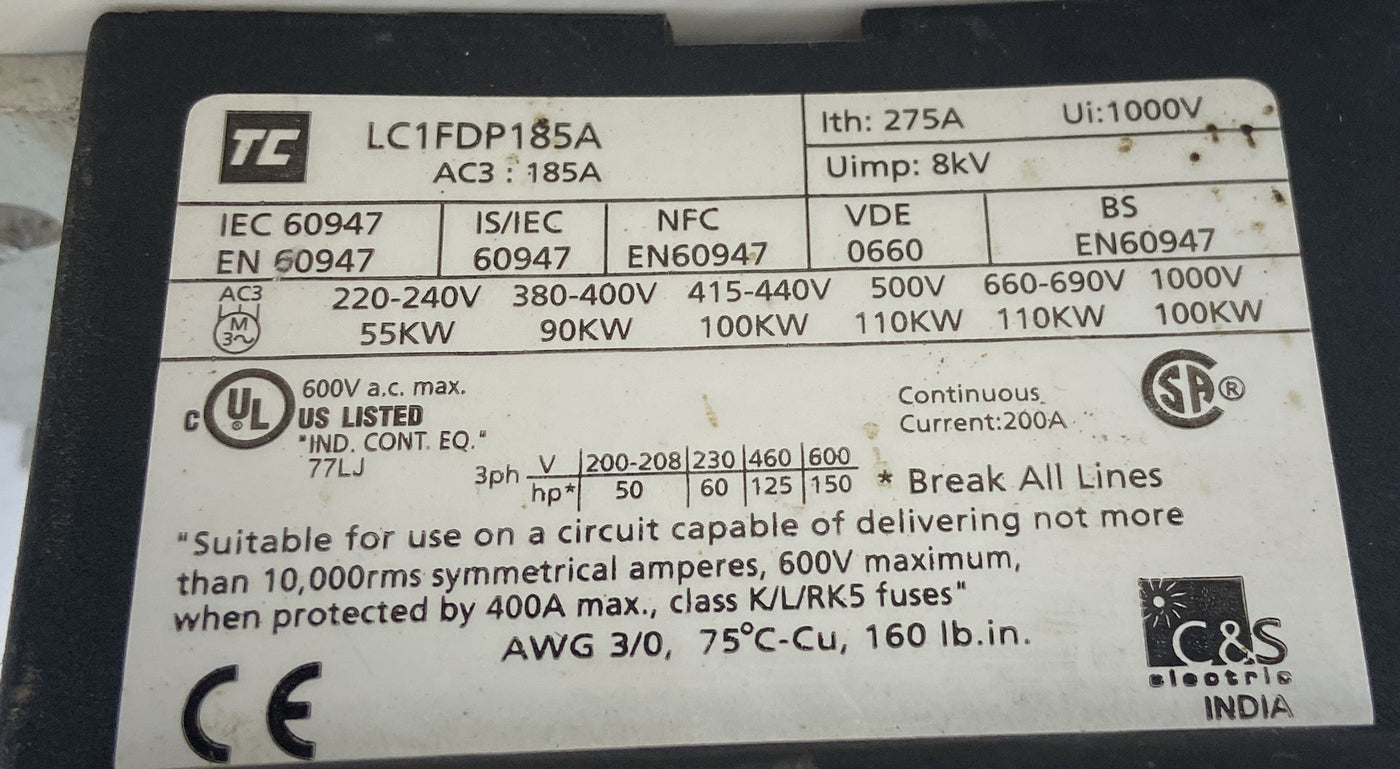 TC LC1FDP185A Ith: 275A Ui:1000V
AC3 : 185A Uimp: 8kV
IEC 60947 IS/IEC NFC VDE BS
EN 60947 60947 EN60947 0660 EN60947
AC3 220-240V 380-400V 415-440V 500V 660-690V 1000V
M 3~ 55KW 90KW 100KW 110KW 110KW 100KW
C UL ® 600V a.c. max. Continuous SA ®
US LISTED Current:200A
"IND. CONT. EQ."
77LJ
3ph V 200-208 230 460 600
hp* 50 60 125 150 * Break All Lines
"Suitable for use on a circuit capable of delivering not more
than 10,000rms symmetrical amperes, 600V maximum,
when protected by 400A max., class K/L/RK5 fuses"
AWG 3/0, 75°C-Cu, 160 lb.in.
CE C&S
electric
INDIA